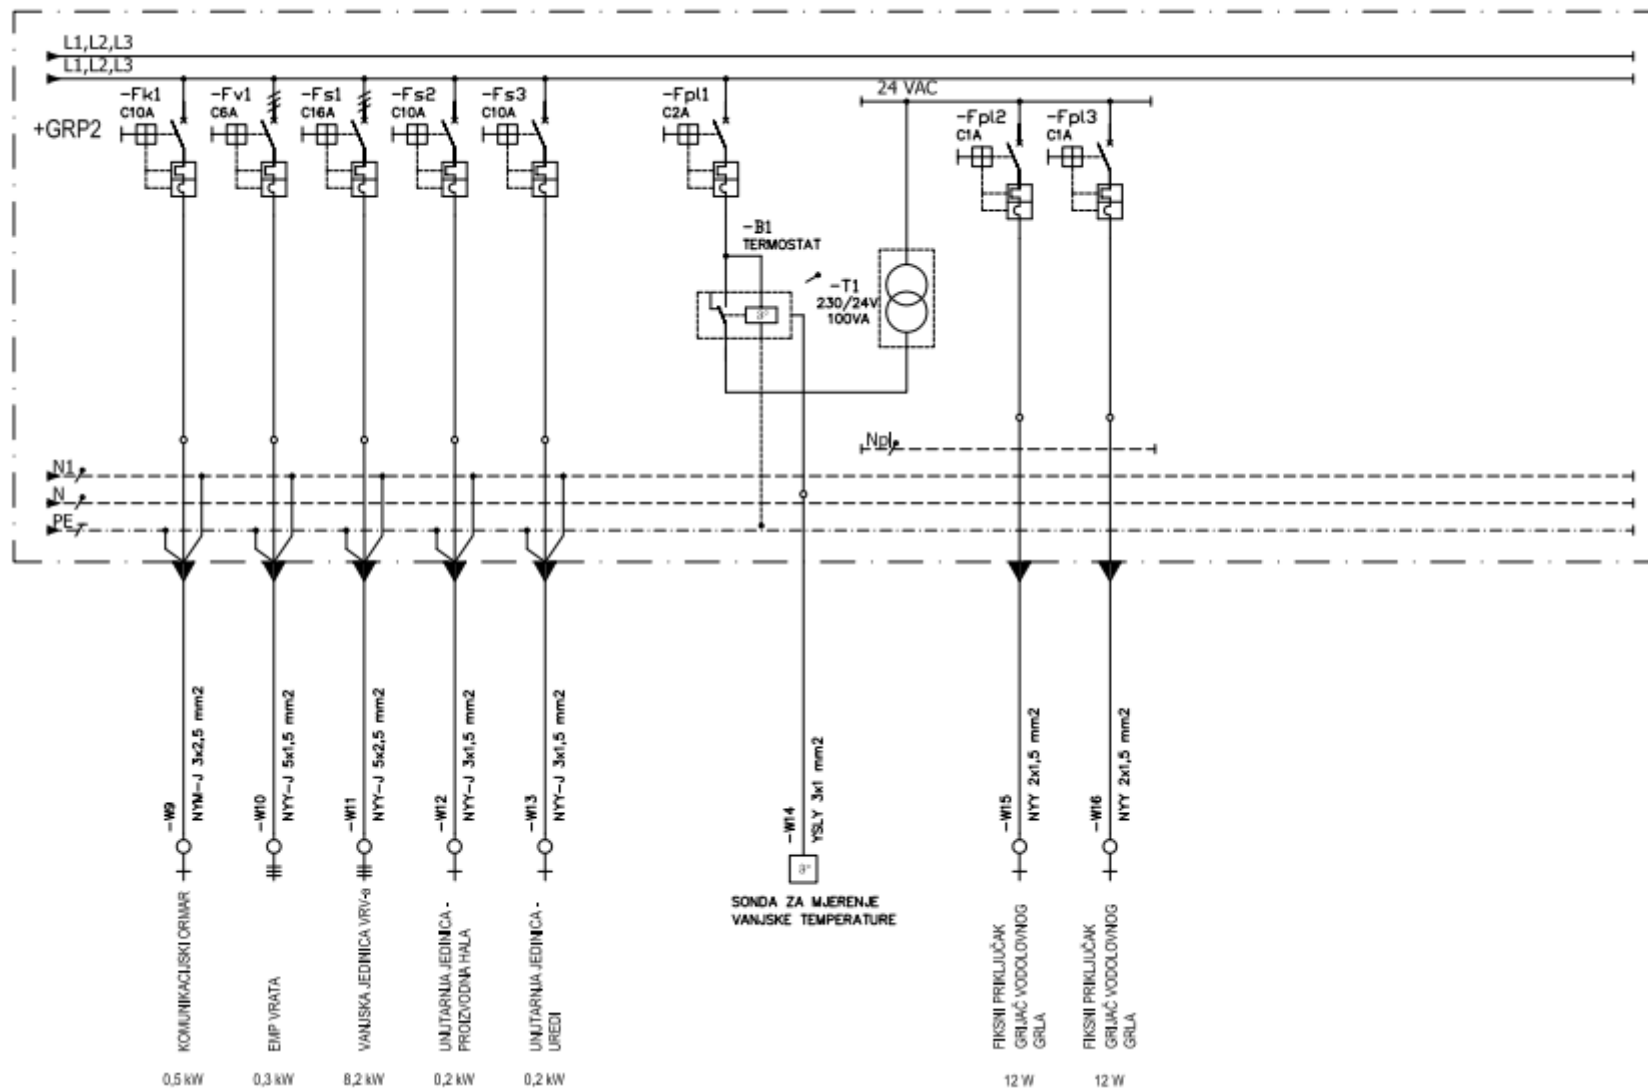 L1,L2,L3
L1,L2,L3
24 VAC
+GRP2
-Fk1
C10A
-Fv1
C6A
-Fs1
C16A
-Fs2
C10A
-Fs3
C10A
-Fpl1
C2A
-Fpl2
C1A
-Fpl3
C1A
-B1
TERMOSTAT
-T1
230/24V
100VA
Npl
N1
N
PE
-W9
NYM-J 3x2,5 mm2
-W10
NYY-J 5x1,5 mm2
-W11
NYY-J 5x2,5 mm2
-W12
NYY-J 3x1,5 mm2
-W13
NYY-J 3x1,5 mm2
-W14
YSLY 3x1 mm2
-W15
NYY 2x1,5 mm2
-W16
NYY 2x1,5 mm2
KOMUNIKACIJSKI ORMAR
EMP VRATA
VANJSKA JEDINICA VRV-a
UNUTARNJA JEDINICA -
PROIZVODNA HALA
UNUTARNJA JEDINICA -
UREDI
SONDA ZA MJERENJE
VANJSKE TEMPERATURE
FIKSNI PRIKLJUČAK
GRIJAČ VODOLOVNOG
GRLA
FIKSNI PRIKLJUČAK
GRIJAČ VODOLOVNOG
GRLA
0,5 kW
0,3 kW
8,2 kW
0,2 kW
0,2 kW
12 W
12 W